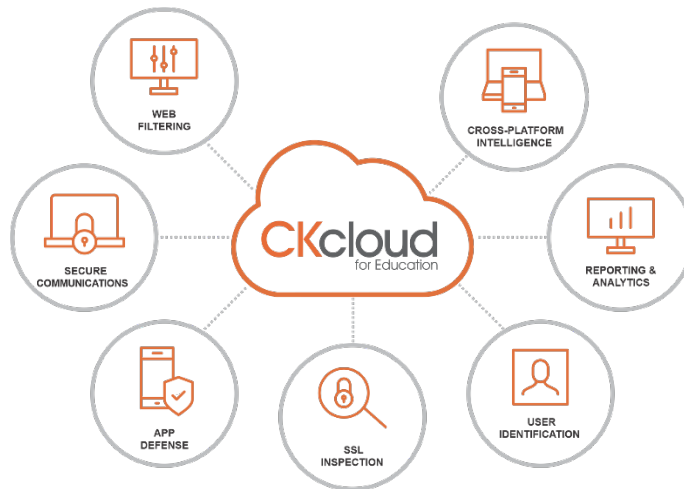 WEB
FILTERING
CROSS-PLATFORM
INTELLIGENCE
CKcloud
for Education
SECURE
COMMUNICATIONS
REPORTING &
ANALYTICS
APP
DEFENSE
SSL
INSPECTION
USER
IDENTIFICATION